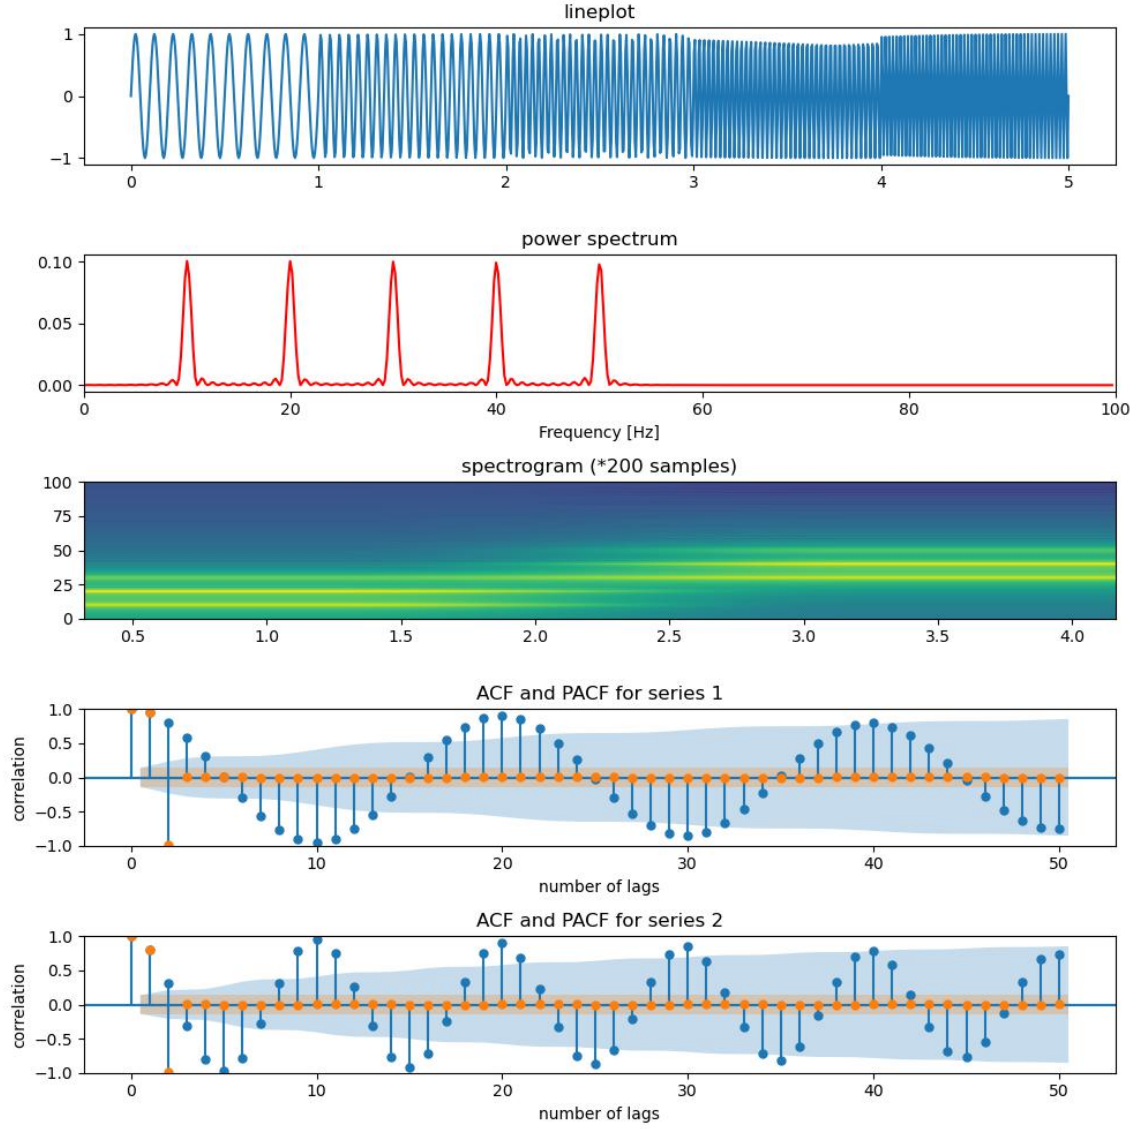 lineplot
1
0
−1
0 1 2 3 4 5
power spectrum
0.10
0.05
0.00
0 20 40 60 80 100
Frequency [Hz]
spectrogram (*200 samples)
100
75
50
25
0
0.5 1.0 1.5 2.0 2.5 3.0 3.5 4.0
ACF and PACF for series 1
correlation
1.0
0.5
0.0
−0.5
−1.0
0 10 20 30 40 50
number of lags
ACF and PACF for series 2
correlation
1.0
0.5
0.0
−0.5
−1.0
0 10 20 30 40 50
number of lags